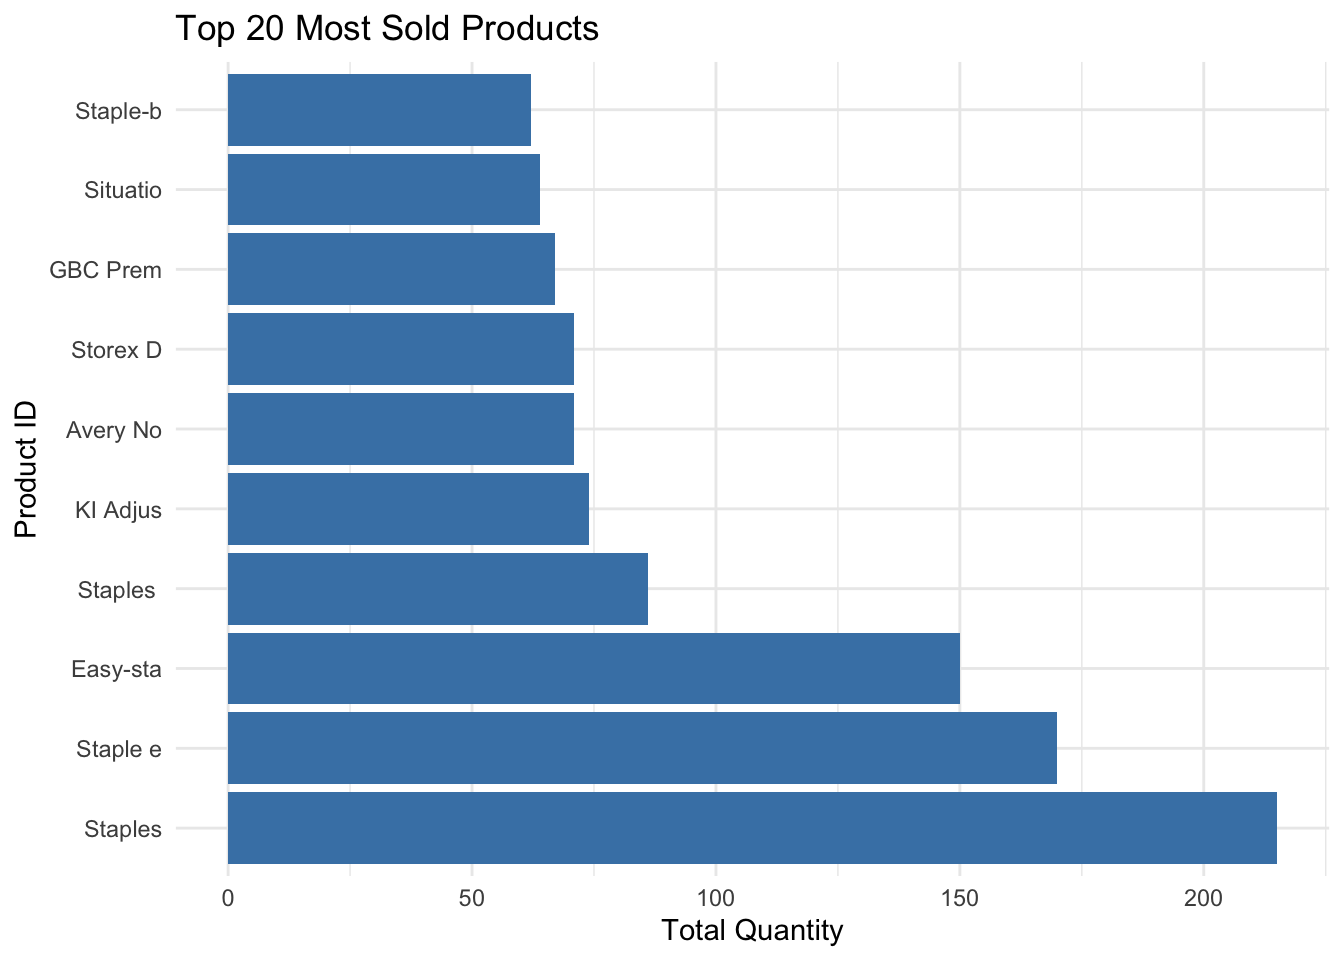 Top 20 Most Sold Products
Staple-b
Situatio
GBC Prem
Storex D
Avery No
KI Adjus
Staples
Easy-sta
Staple e
Staples
Product ID
0 50 100 150 200
Total Quantity